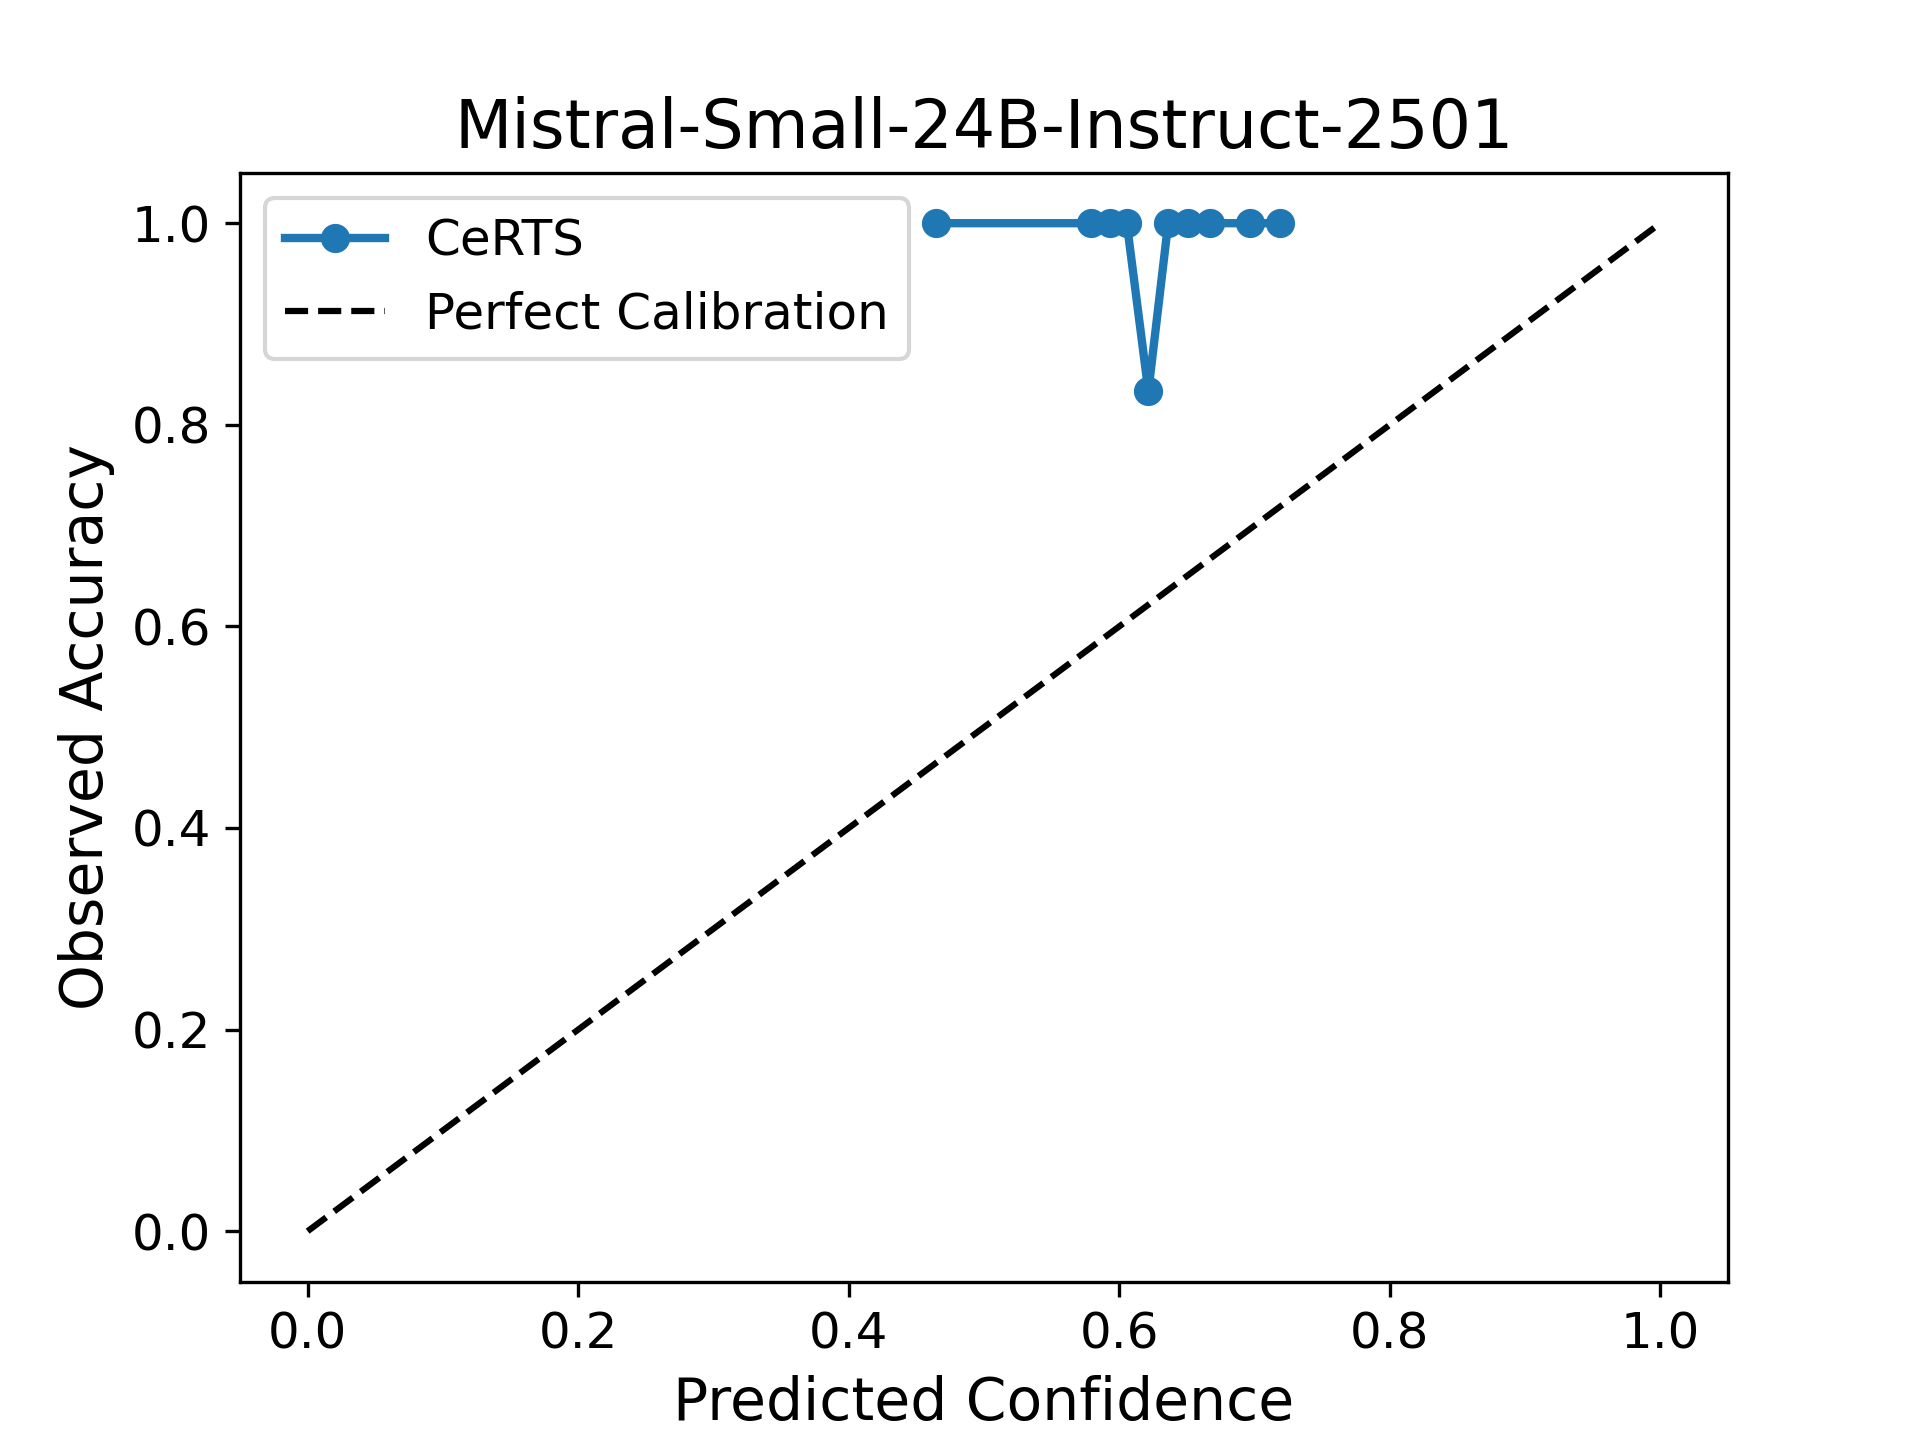 Mistral-Small-24B-Instruct-2501
CeRTS
Perfect Calibration
Observed Accuracy
1.0
0.8
0.6
0.4
0.2
0.0
0.0 0.2 0.4 0.6 0.8 1.0
Predicted Confidence